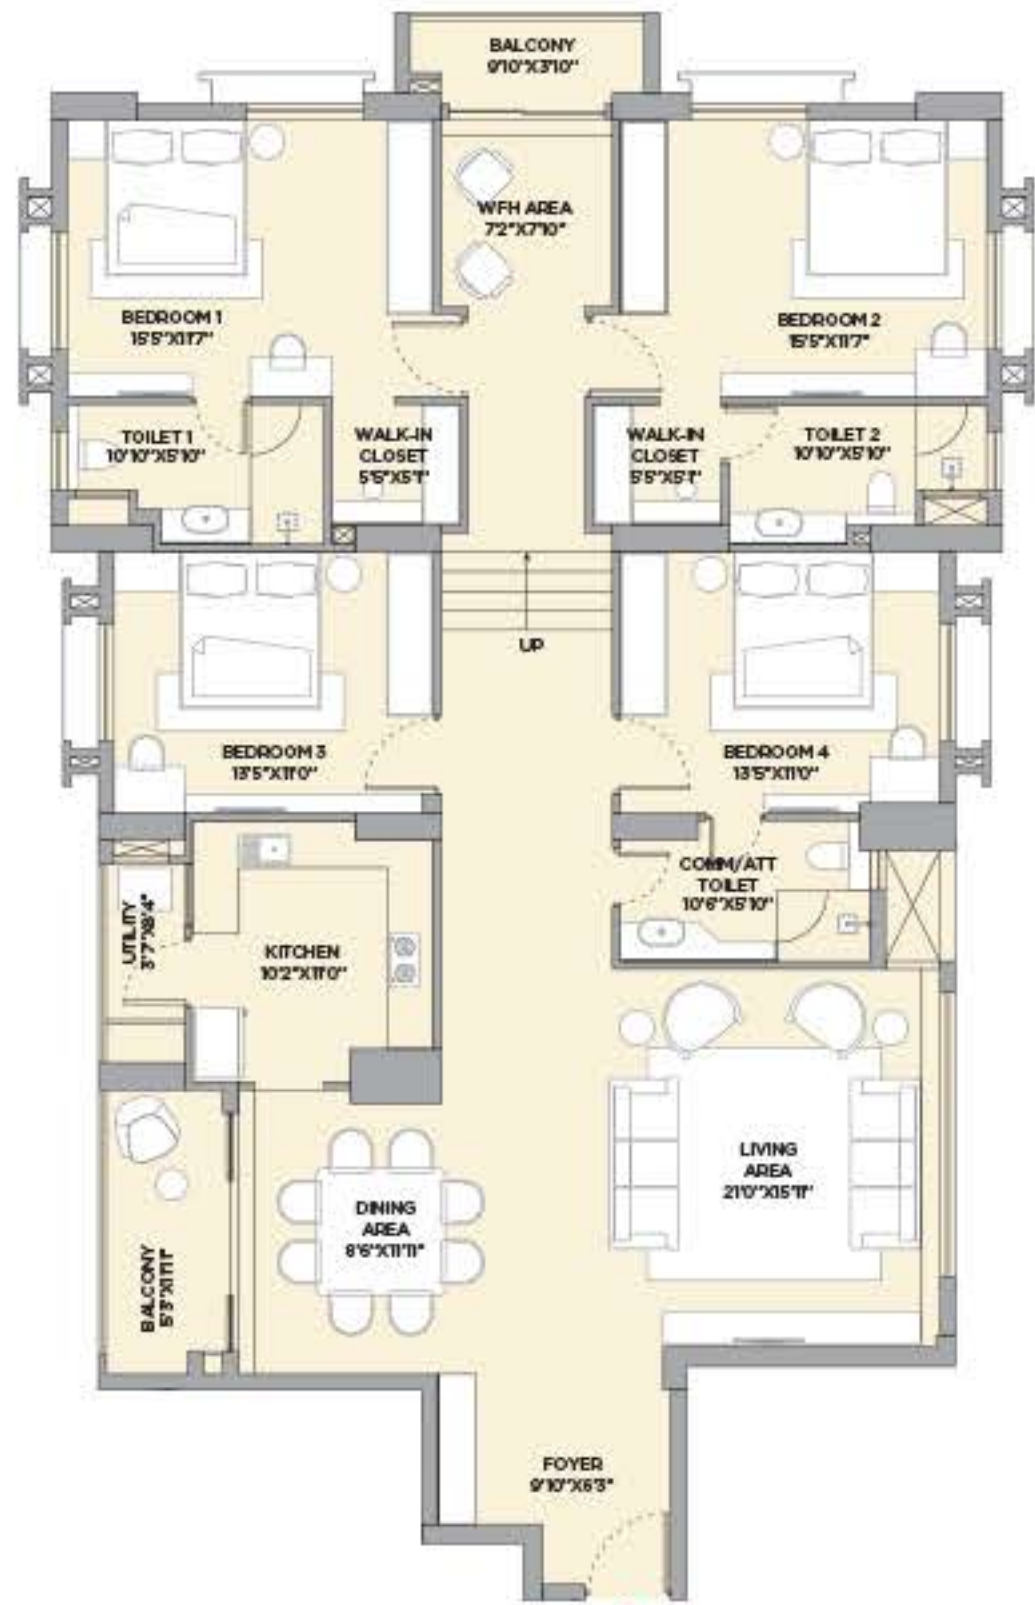 BALCONY
9'10"X3'10"
WFH AREA
7'2"X7'10"
BEDROOM 1
15'5"X11'7"
BEDROOM 2
15'5"X11'7"
TOILET 1
10'10"X5'10"
WALK-IN
CLOSET
5'5"X5'1"
WALK-IN
CLOSET
5'5"X5'1"
TOILET 2
10'10"X5'10"
UP
BEDROOM 3
13'5"X11'0"
BEDROOM 4
13'5"X11'0"
COMM/ATT
TOILET
10'6"X5'10"
UTILITY
3'7"X8'4"
KITCHEN
10'2"X11'0"
LIVING
AREA
21'0"X15'11"
DINING
AREA
8'6"X11'11"
BALCONY
5'3"X11'11"
FOYER
9'10"X6'3"